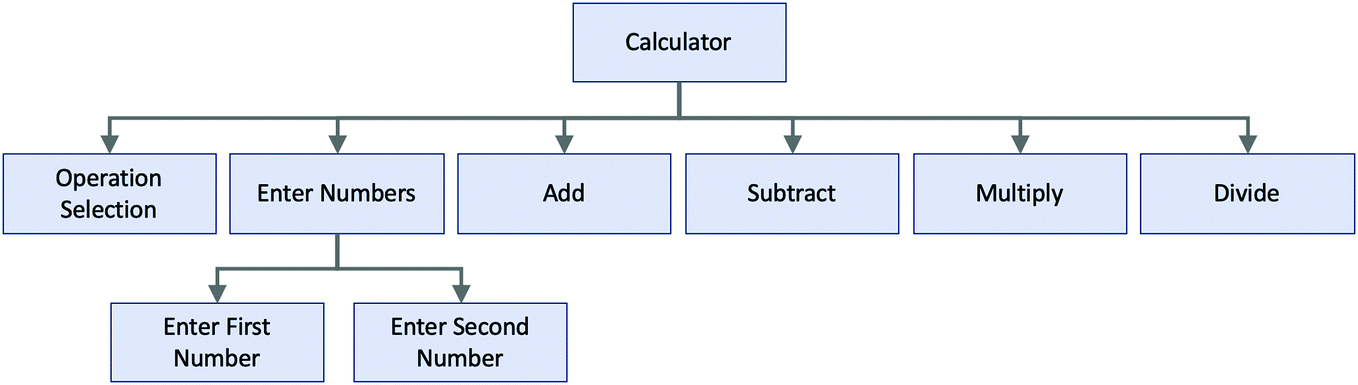 Calculator
Operation
Selection
Enter Numbers
Add
Subtract
Multiply
Divide
Enter First
Number
Enter Second
Number